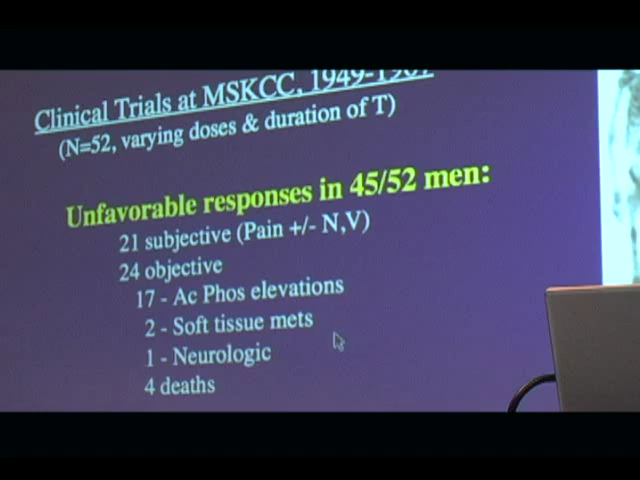 Clinical Trials at MSKCC, 1949-1967
(N=52, varying doses & duration of T)
Unfavorable responses in 45/52 men:
21 subjective (Pain +/- N,V)
24 objective
17 - Ac Phos elevations
2 - Soft tissue mets
1 - Neurologic
4 deaths